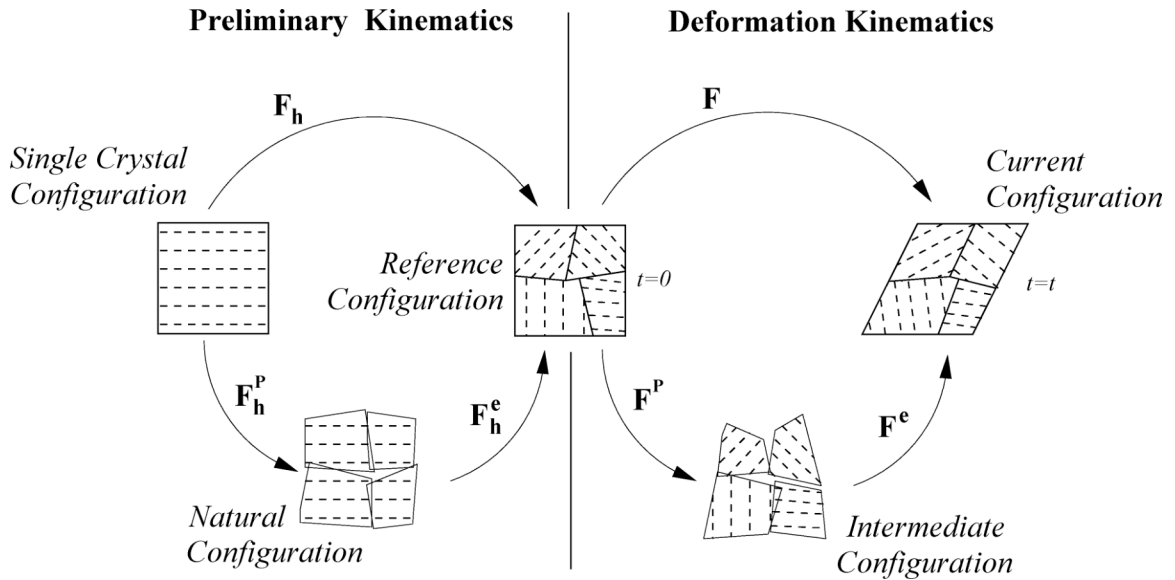 Preliminary Kinematics
Deformation Kinematics
F_h
F
Single Crystal
Configuration
Current
Configuration
Reference
Configuration
t=0
t=t
F_h^P
F_h^e
F^P
F^e
Natural
Configuration
Intermediate
Configuration